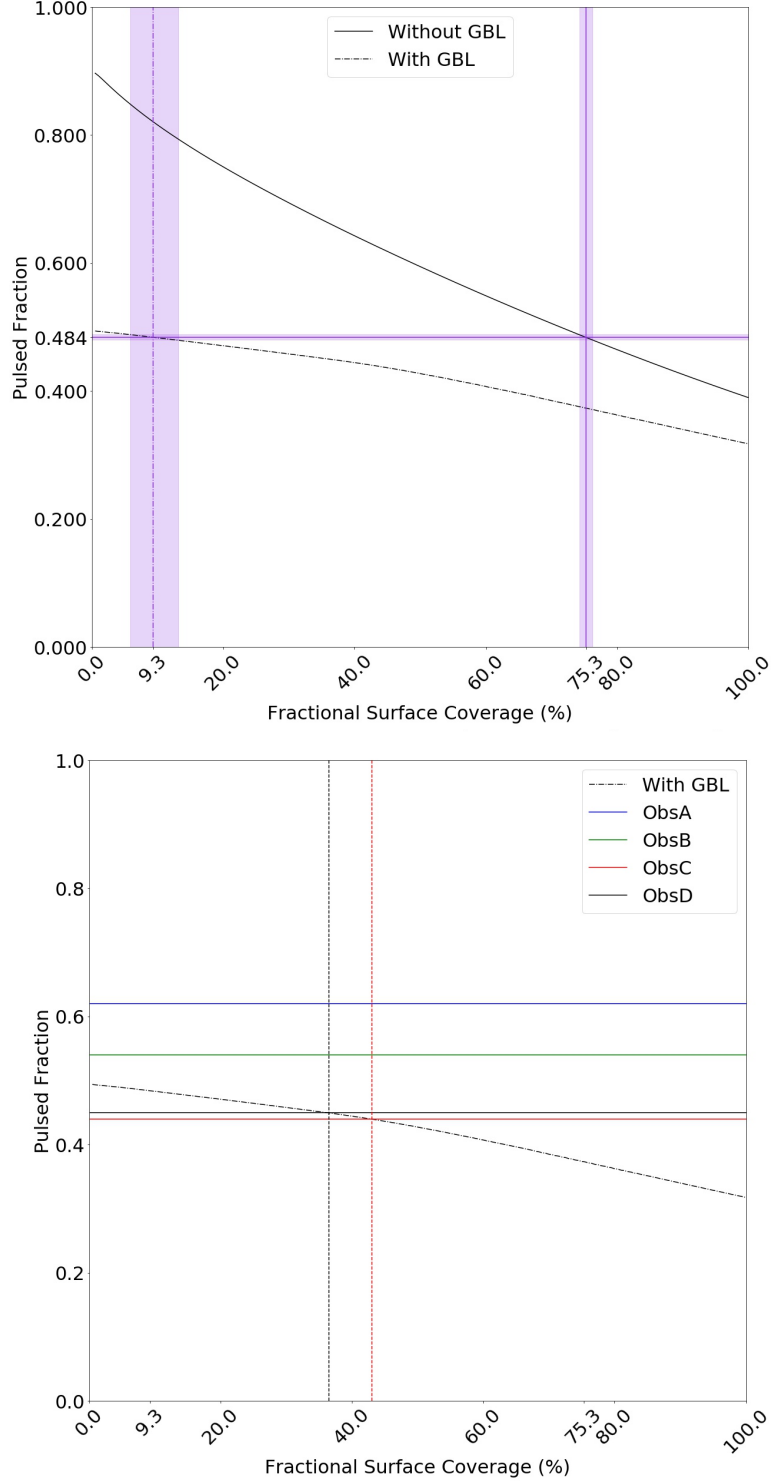 1.000
Without GBL
With GBL
0.800
0.600
0.484
0.400
0.200
0.000
Pulsed Fraction
0.0
9.3
20.0
40.0
60.0
75.3
80.0
100.0
Fractional Surface Coverage (%)
1.0
With GBL
ObsA
ObsB
ObsC
ObsD
0.8
0.6
0.4
0.2
0.0
Pulsed Fraction
0.0
9.3
20.0
40.0
60.0
75.3
80.0
100.0
Fractional Surface Coverage (%)